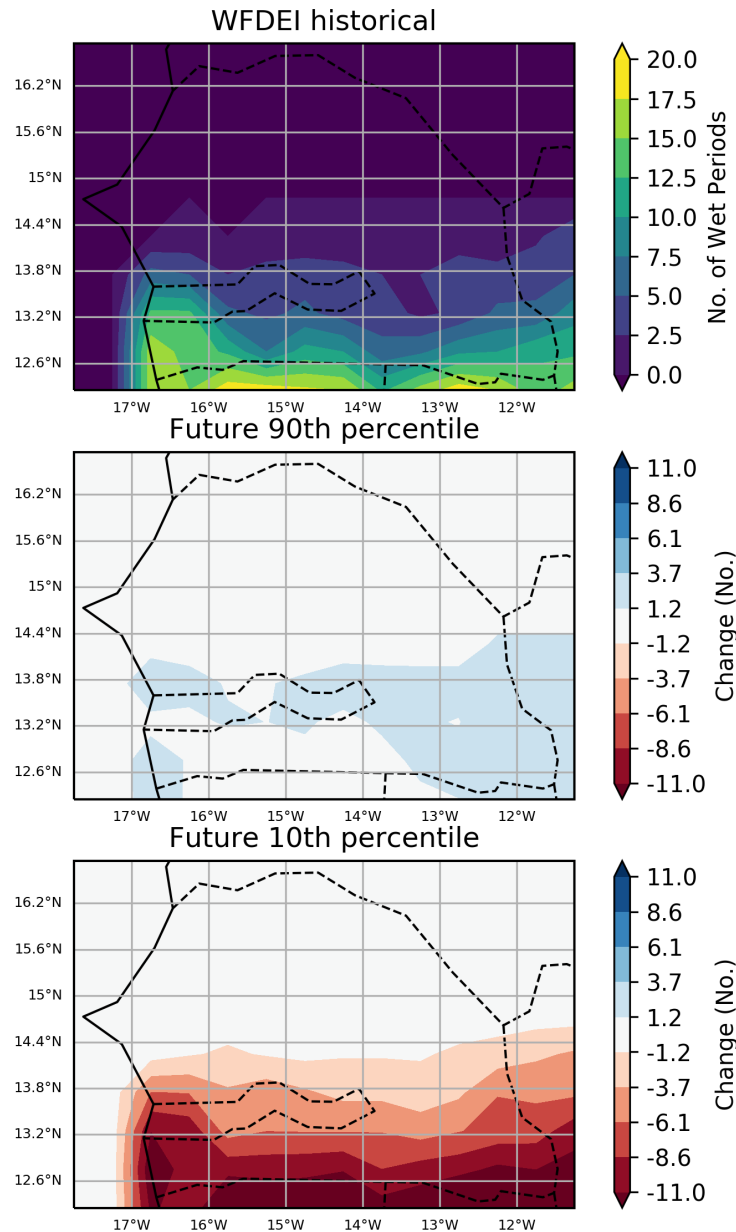 WFDEI historical
16.2°N
15.6°N
15°N
14.4°N
13.8°N
13.2°N
12.6°N
17°W 16°W 15°W 14°W 13°W 12°W
20.0
17.5
15.0
12.5
10.0
7.5
5.0
2.5
0.0
No. of Wet Periods
Future 90th percentile
16.2°N
15.6°N
15°N
14.4°N
13.8°N
13.2°N
12.6°N
17°W 16°W 15°W 14°W 13°W 12°W
11.0
8.6
6.1
3.7
1.2
-1.2
-3.7
-6.1
-8.6
-11.0
Change (No.)
Future 10th percentile
16.2°N
15.6°N
15°N
14.4°N
13.8°N
13.2°N
12.6°N
17°W 16°W 15°W 14°W 13°W 12°W
11.0
8.6
6.1
3.7
1.2
-1.2
-3.7
-6.1
-8.6
-11.0
Change (No.)